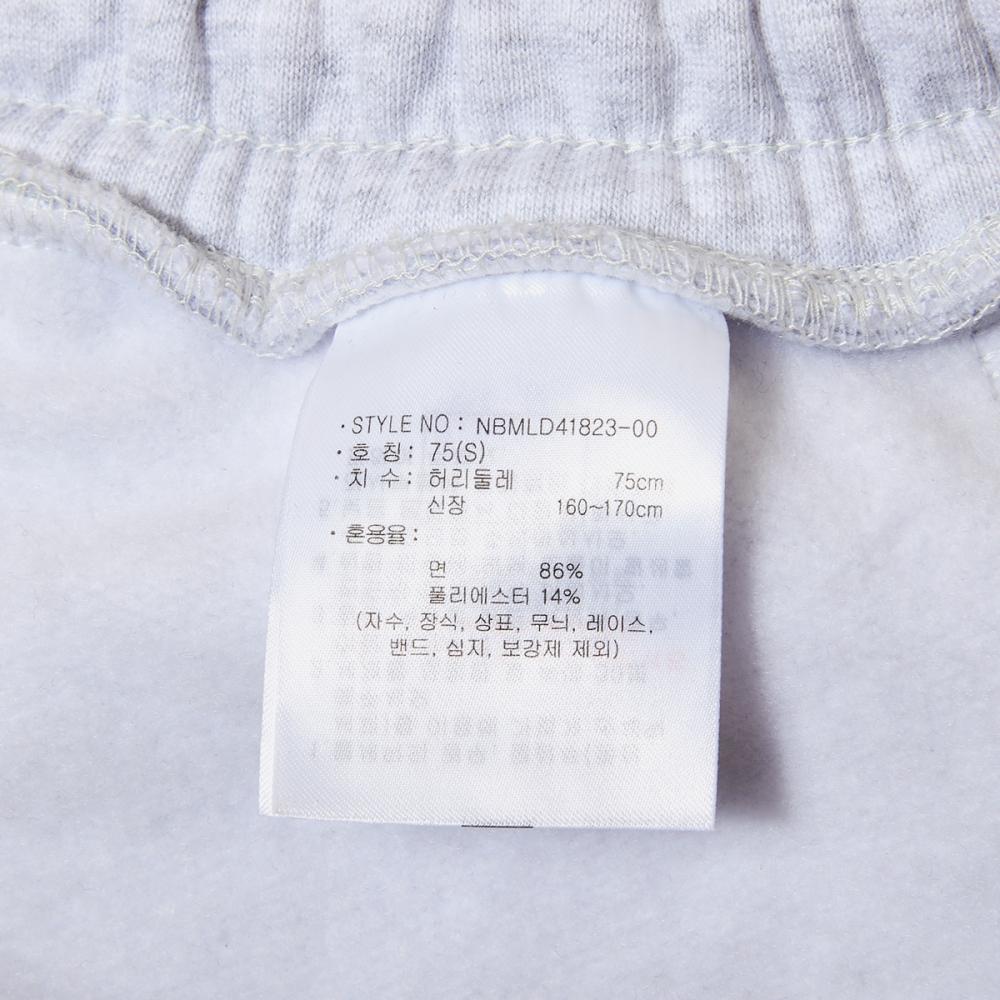 · STYLE NO : NBMLD41823-00
· 호 칭 : 75(S)
· 치 수 : 허리둘레 75cm
신장 160~170cm
· 혼용율 :
면 86%
폴리에스터 14%
(자수, 장식, 상표, 무늬, 레이스,
밴드, 심지, 보강제 제외)